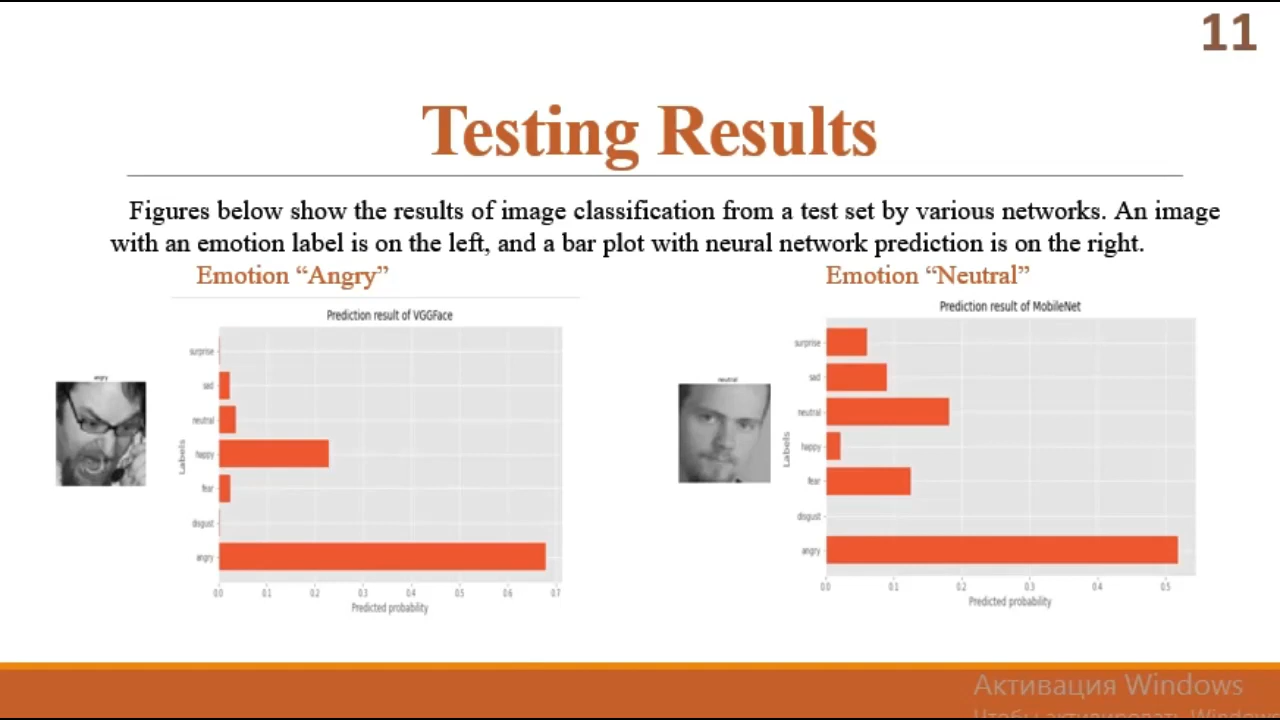 11
Testing Results
Figures below show the results of image classification from a test set by various networks. An image
with an emotion label is on the left, and a bar plot with neural network prediction is on the right.
Emotion “Angry”
Emotion “Neutral”
Prediction result of VGGFace
angry
Labels
surprise
sad
neutral
happy
fear
disgust
angry
0.0 0.1 0.2 0.3 0.4 0.5 0.6 0.7
Predicted probability
Prediction result of MobileNet
neutral
Labels
surprise
sad
neutral
happy
fear
disgust
angry
0.0 0.1 0.2 0.3 0.4 0.5
Predicted probability
Активация Windows
Чтобы активировать Windows